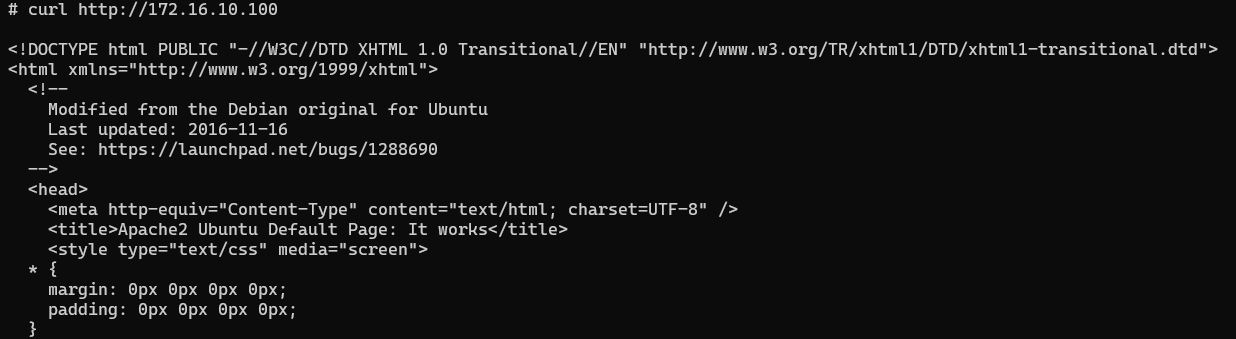 # curl http://172.16.10.100
<!DOCTYPE html PUBLIC "-//W3C//DTD XHTML 1.0 Transitional//EN" "http://www.w3.org/TR/xhtml1/DTD/xhtml1-transitional.dtd">
<html xmlns="http://www.w3.org/1999/xhtml">
  <!--
    Modified from the Debian original for Ubuntu
    Last updated: 2016-11-16
    See: https://launchpad.net/bugs/1288690
  -->
  <head>
    <meta http-equiv="Content-Type" content="text/html; charset=UTF-8" />
    <title>Apache2 Ubuntu Default Page: It works</title>
    <style type="text/css" media="screen">
  * {
    margin: 0px 0px 0px 0px;
    padding: 0px 0px 0px 0px;
  }